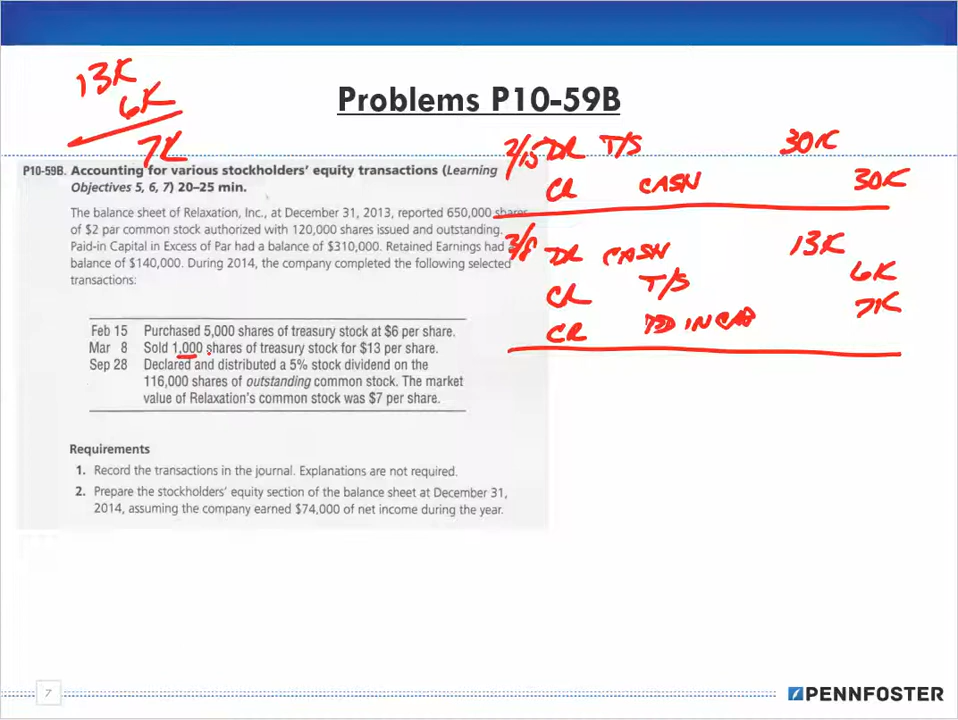 13K
6K
7K
Problems P10-59B
2/15 DR T/S 30K
CR CASH 30K
3/8 DR CASH 13K
CR T/S 6K
CR PD IN CAP 7K
P10-59B. Accounting for various stockholders' equity transactions (Learning
Objectives 5, 6, 7) 20–25 min.
The balance sheet of Relaxation, Inc., at December 31, 2013, reported 650,000 shares
of $2 par common stock authorized with 120,000 shares issued and outstanding.
Paid-in Capital in Excess of Par had a balance of $310,000. Retained Earnings had a
balance of $140,000. During 2014, the company completed the following selected
transactions:
Feb 15 Purchased 5,000 shares of treasury stock at $6 per share.
Mar 8 Sold 1,000 shares of treasury stock for $13 per share.
Sep 28 Declared and distributed a 5% stock dividend on the
116,000 shares of outstanding common stock. The market
value of Relaxation's common stock was $7 per share.
Requirements
1. Record the transactions in the journal. Explanations are not required.
2. Prepare the stockholders' equity section of the balance sheet at December 31,
2014, assuming the company earned $74,000 of net income during the year.
7
PENNFOSTER